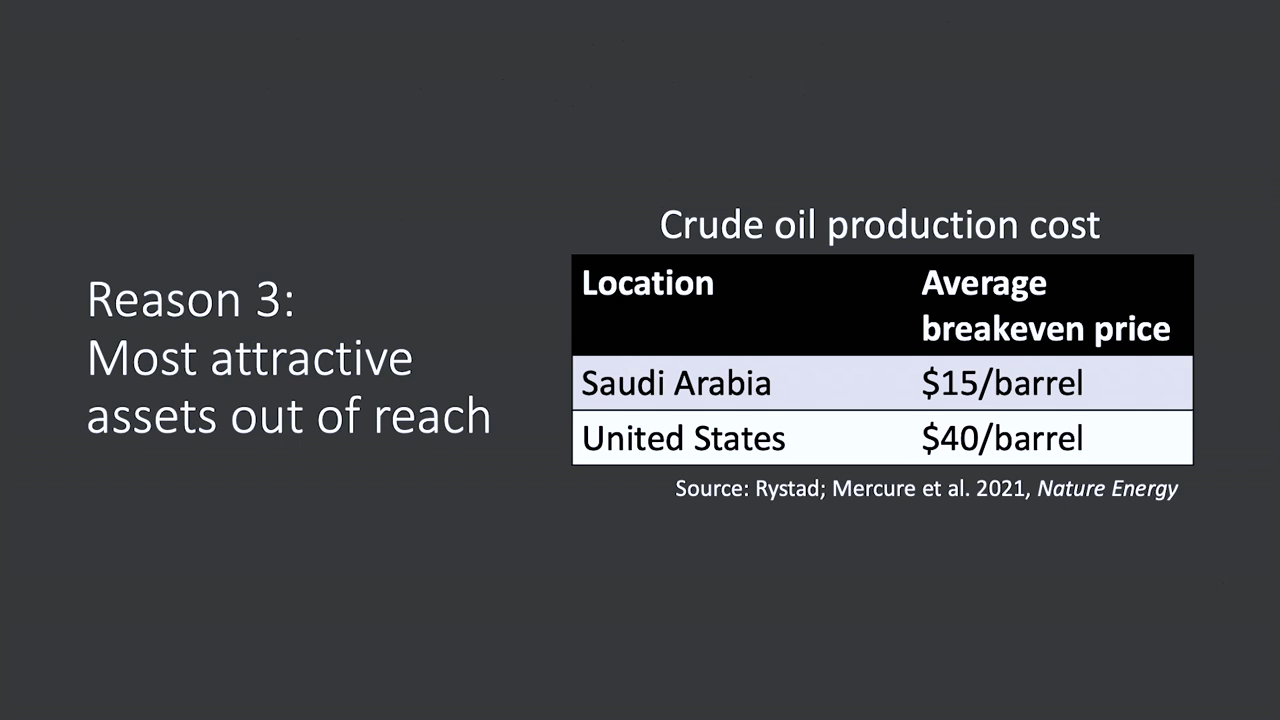 Reason 3:
Most attractive
assets out of reach
Crude oil production cost
Location Average
breakeven price
Saudi Arabia $15/barrel
United States $40/barrel
Source: Rystad; Mercure et al. 2021, Nature Energy